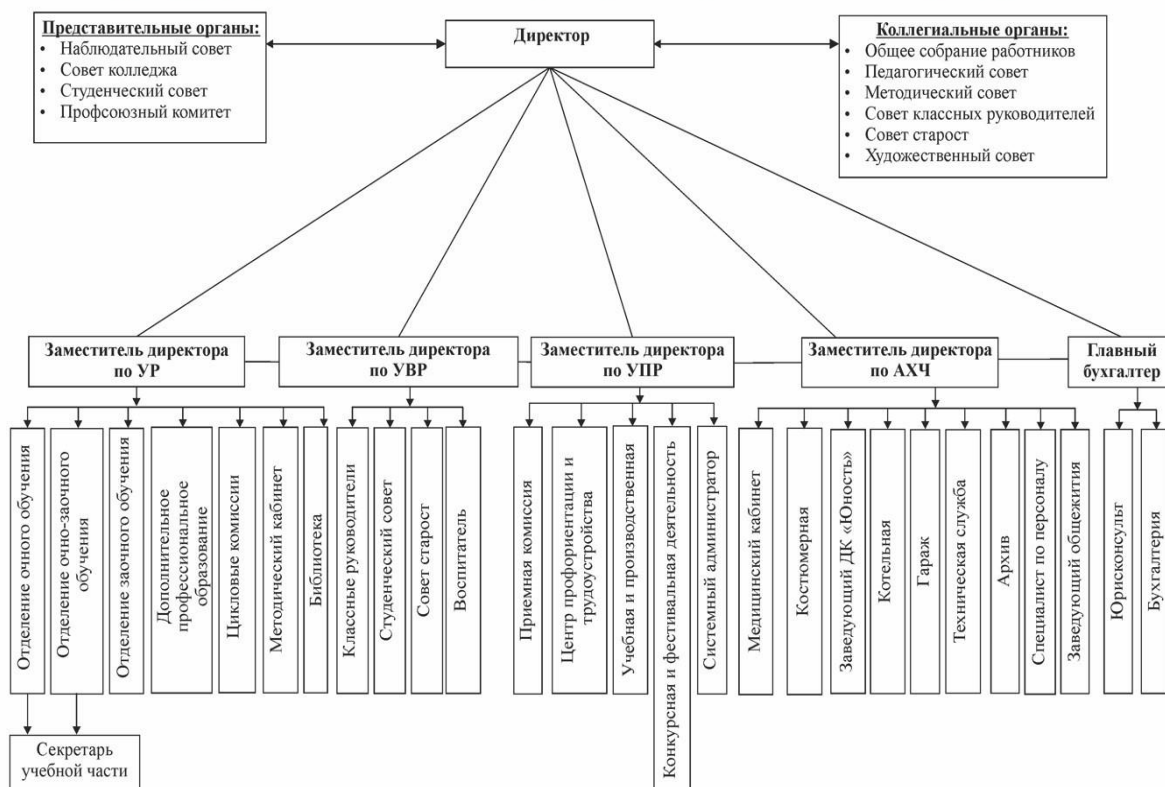 Представительные органы:
• Наблюдательный совет
• Совет колледжа
• Студенческий совет
• Профсоюзный комитет
Директор
Коллегиальные органы:
• Общее собрание работников
• Педагогический совет
• Методический совет
• Совет классных руководителей
• Совет старост
• Художественный совет
Заместитель директора
по УР
Заместитель директора
по УВР
Заместитель директора
по УПР
Заместитель директора
по АХЧ
Главный
бухгалтер
Отделение очного обучения
Отделение очно-заочного
обучения
Отделение заочного обучения
Дополнительное
профессиональное
образование
Цикловые комиссии
Методический кабинет
Библиотека
Классные руководители
Студенческий совет
Совет старост
Воспитатель
Приемная комиссия
Центр профориентации и
трудоустройства
Учебная и производственная
Конкурсная и фестивальная деятельность
Системный администратор
Медицинский кабинет
Костюмерная
Заведующий ДК «Юность»
Котельная
Гараж
Техническая служба
Архив
Специалист по персоналу
Заведующий общежития
Юрисконсульт
Бухгалтерия
Секретарь
учебной части